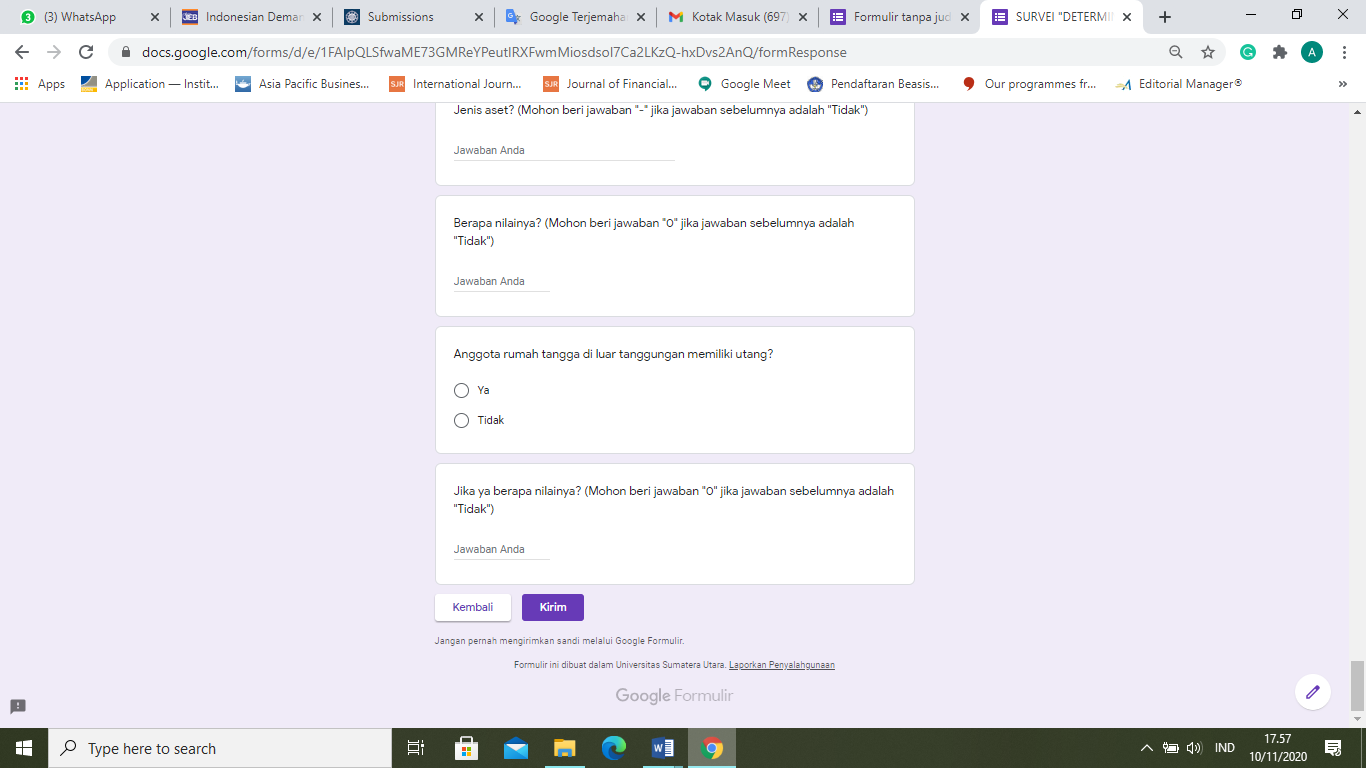 (3) WhatsApp
Indonesian Deman
Submissions
Google Terjemaha
Kotak Masuk (697)
Formulir tanpa jud
SURVEI "DETERMI
docs.google.com/forms/d/e/1FAIpQLSfwaME73GMReYPeutIRXFwmMiosdsoI7Ca2LKzQ-hxDvs2AnQ/formResponse
A
Apps
Application — Instit...
Asia Pacific Busines...
International Journ...
Journal of Financial...
Google Meet
Pendaftaran Beasis...
Our programmes fr...
Editorial Manager®
»
Jenis aset? (Mohon beri jawaban "-" jika jawaban sebelumnya adalah "Tidak")
Jawaban Anda
Berapa nilainya? (Mohon beri jawaban "0" jika jawaban sebelumnya adalah
"Tidak")
Jawaban Anda
Anggota rumah tangga di luar tanggungan memiliki utang?
Ya
Tidak
Jika ya berapa nilainya? (Mohon beri jawaban "0" jika jawaban sebelumnya adalah
"Tidak")
Jawaban Anda
Kembali
Kirim
Jangan pernah mengirimkan sandi melalui Google Formulir.
Formulir ini dibuat dalam Universitas Sumatera Utara. Laporkan Penyalahgunaan
Google Formulir
Type here to search
IND
17.57
10/11/2020